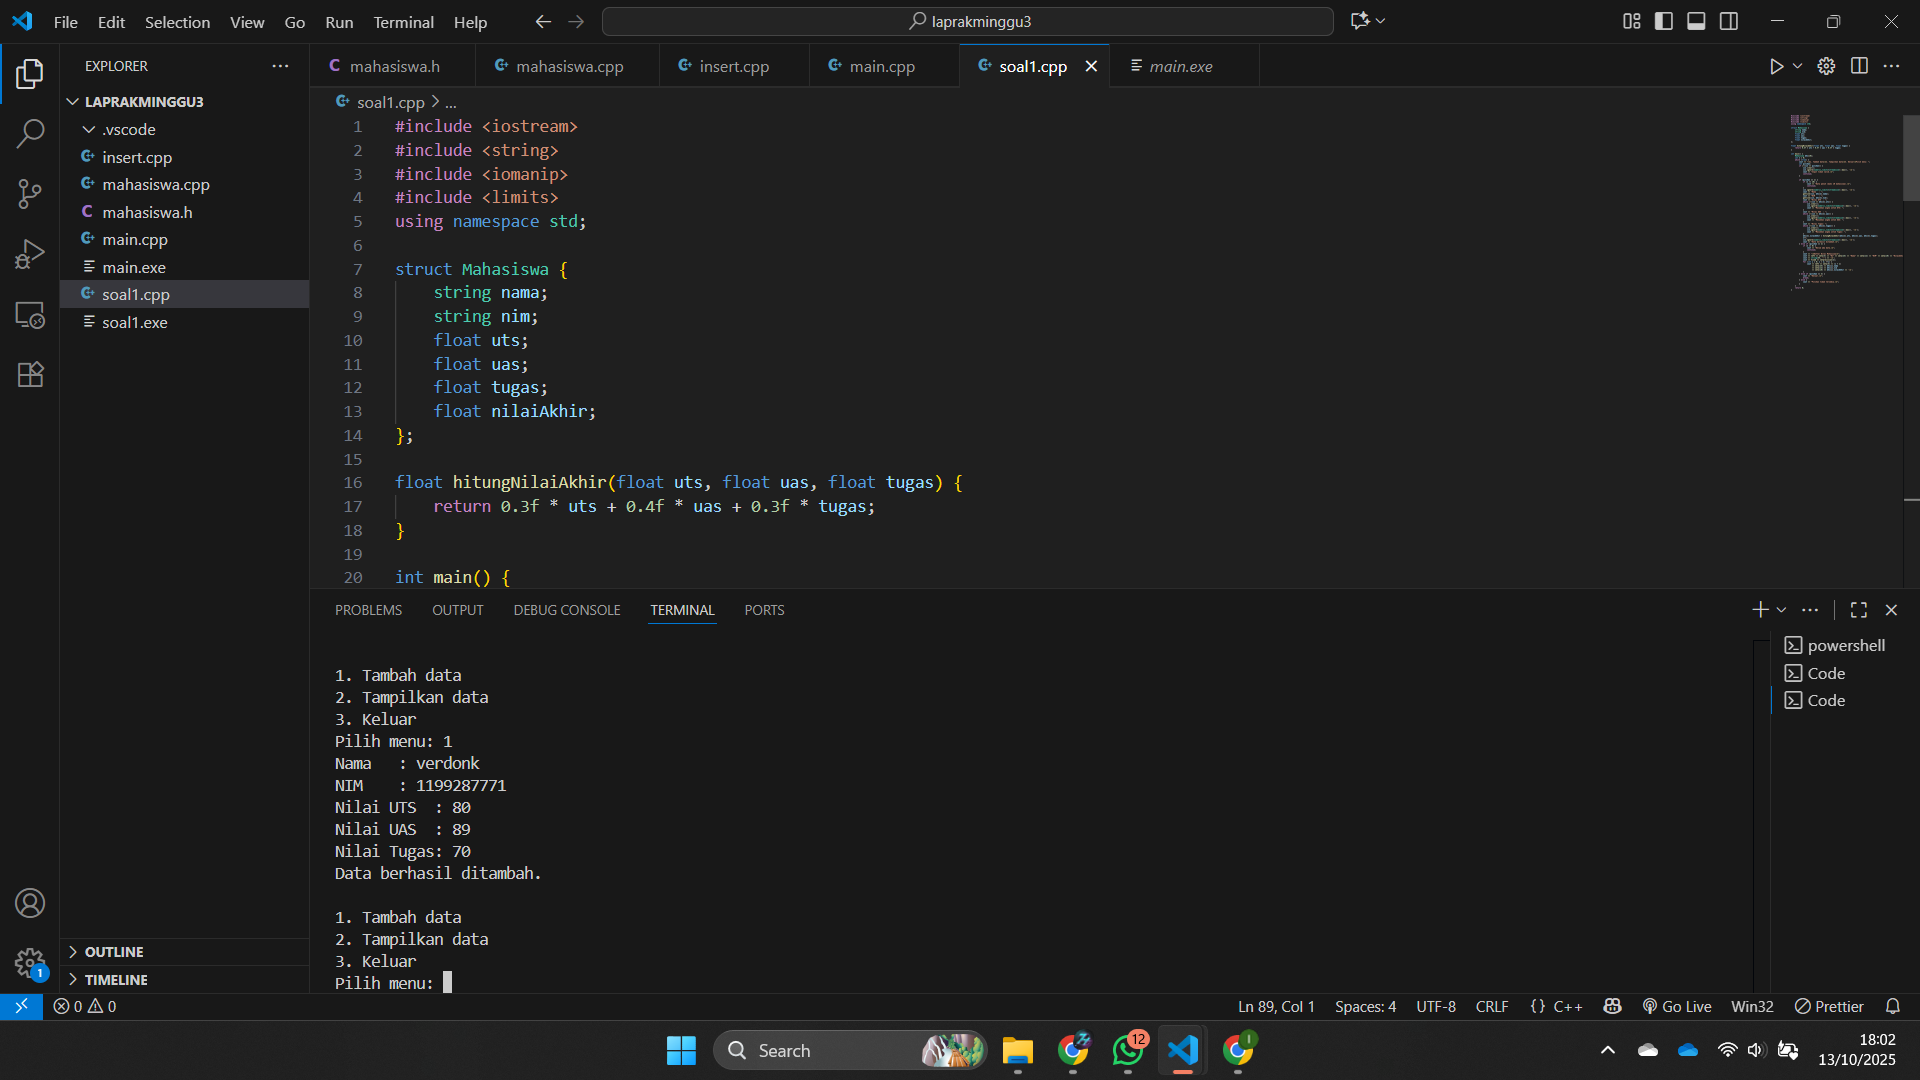 File Edit Selection View Go Run Terminal Help
laprakminggu3
EXPLORER
LAPRAKMINGGU3
.vscode
insert.cpp
mahasiswa.cpp
mahasiswa.h
main.cpp
main.exe
soal1.cpp
soal1.exe
OUTLINE
TIMELINE
mahasiswa.h mahasiswa.cpp insert.cpp main.cpp soal1.cpp main.exe
soal1.cpp > ...
1 #include <iostream>
2 #include <string>
3 #include <iomanip>
4 #include <limits>
5 using namespace std;
6
7 struct Mahasiswa {
8 string nama;
9 string nim;
10 float uts;
11 float uas;
12 float tugas;
13 float nilaiAkhir;
14 };
15
16 float hitungNilaiAkhir(float uts, float uas, float tugas) {
17 return 0.3f * uts + 0.4f * uas + 0.3f * tugas;
18 }
19
20 int main() {
PROBLEMS OUTPUT DEBUG CONSOLE TERMINAL PORTS
1. Tambah data
2. Tampilkan data
3. Keluar
Pilih menu: 1
Nama : verdonk
NIM : 1199287771
Nilai UTS : 80
Nilai UAS : 89
Nilai Tugas: 70
Data berhasil ditambah.
1. Tambah data
2. Tampilkan data
3. Keluar
Pilih menu:
powershell
Code
Code
1
0 0
Ln 89, Col 1 Spaces: 4 UTF-8 CRLF {} C++ Go Live Win32 Prettier
Search
12
18:02
13/10/2025